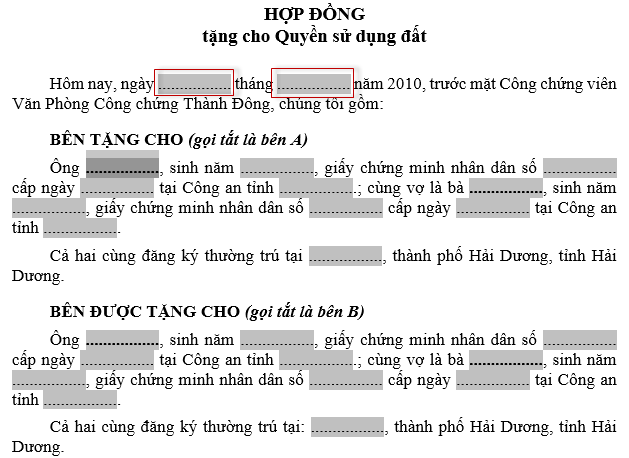 HỢP ĐỒNG
tặng cho Quyền sử dụng đất
Hôm nay, ngày ................ tháng ................ năm 2010, trước mặt Công chứng viên
Văn Phòng Công chứng Thành Đông, chúng tôi gồm:
BÊN TẶNG CHO (gọi tắt là bên A)
Ông ................, sinh năm ................, giấy chứng minh nhân dân số ................
cấp ngày ................ tại Công an tỉnh .................; cùng vợ là bà ................, sinh năm
................, giấy chứng minh nhân dân số ................ cấp ngày ................ tại Công an
tỉnh .................
Cả hai cùng đăng ký thường trú tại ................, thành phố Hải Dương, tỉnh Hải
Dương.
BÊN ĐƯỢC TẶNG CHO (gọi tắt là bên B)
Ông ................, sinh năm ................, giấy chứng minh nhân dân số ................
cấp ngày ................ tại Công an tỉnh .................; cùng vợ là bà ................, sinh năm
................, giấy chứng minh nhân dân số ................ cấp ngày ................ tại Công an
tỉnh .................
Cả hai cùng đăng ký thường trú tại: ................, thành phố Hải Dương, tỉnh Hải
Dương.